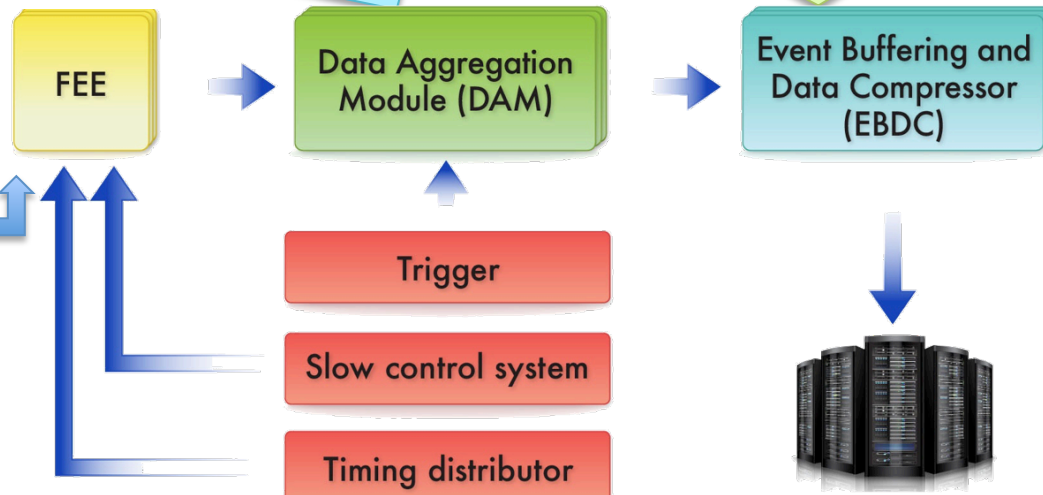 FEE
Data Aggregation
Module (DAM)
Event Buffering and
Data Compressor
(EBDC)
Trigger
Slow control system
Timing distributor